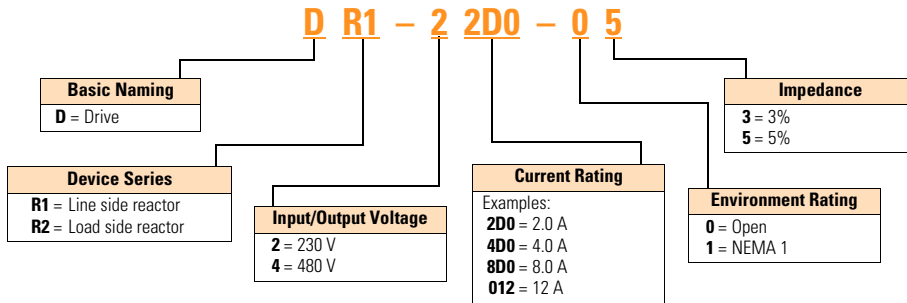 D R1 – 2 2D0 – 0 5
Basic Naming
D = Drive
Device Series
R1 = Line side reactor
R2 = Load side reactor
Input/Output Voltage
2 = 230 V
4 = 480 V
Current Rating
Examples:
2D0 = 2.0 A
4D0 = 4.0 A
8D0 = 8.0 A
012 = 12 A
Environment Rating
0 = Open
1 = NEMA 1
Impedance
3 = 3%
5 = 5%